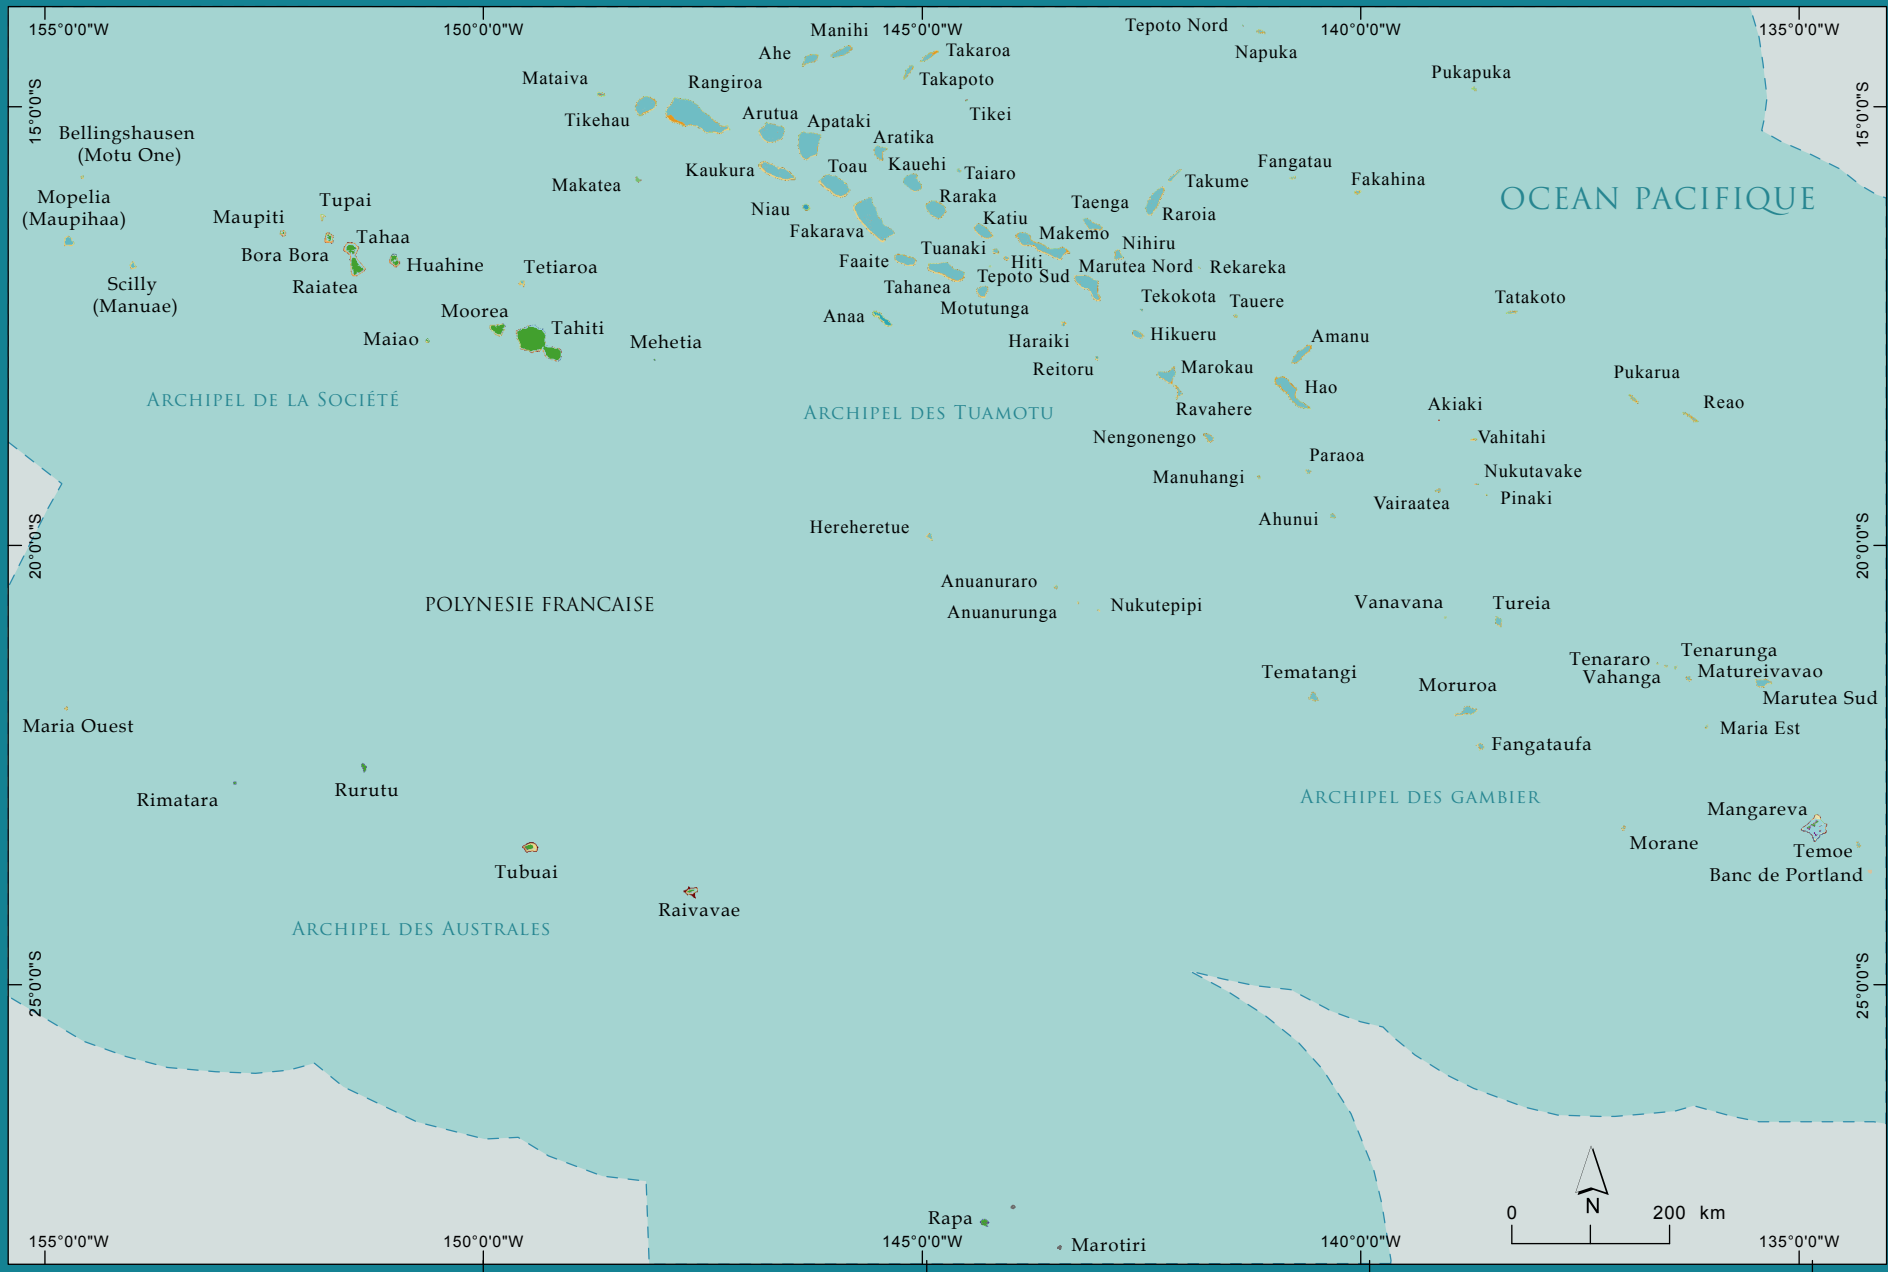 155°0'0"W
150°0'0"W
145°0'0"W
140°0'0"W
135°0'0"W
Tepoto Nord
Manihi
Napuka
Ahe
Takaroa
Pukapuka
Mataiva
Rangiroa
Takapoto
15°0'0"S
15°0'0"S
Tikehau
Arutua
Apataki
Tikei
Bellingshausen
(Motu One)
Aratika
Kaukura
Toau
Kauehi
Taiaro
Fangatau
Makatea
Takume
Fakahina
Mopelia
(Maupihaa)
Tupai
Maupiti
Niau
Raraka
Taenga
Raroia
OCEAN PACIFIQUE
Katiu
Fakarava
Tahaa
Makemo
Bora Bora
Tuanaki
Nihiru
Huahine
Tetiaroa
Faaite
Hiti
Marutea Nord
Rekareka
Tepoto Sud
Scilly
(Manuae)
Raiatea
Tahanea
Tekokota
Tauere
Tatakoto
Moorea
Motutunga
Anaa
Tahiti
Maiao
Mehetia
Haraiki
Hikueru
Amanu
Reitoru
Marokau
Pukarua
Hao
ARCHIPEL DE LA SOCIÉTÉ
ARCHIPEL DES TUAMOTU
Ravahere
Akiaki
Reao
Nengonengo
Vahitahi
Paraoa
Manuhangi
Nukutavake
Vairaatea
Pinaki
Ahunui
Hereheretue
20°0'0"S
20°0'0"S
Anuanuraro
POLYNESIE FRANCAISE
Anuanurunga
Nukutepipi
Vanavana
Tureia
Tenararo
Tenarunga
Vahanga
Matureivavao
Tematangi
Moruroa
Marutea Sud
Maria Ouest
Maria Est
Fangataufa
Rimatara
Rurutu
ARCHIPEL DES GAMBIER
Mangareva
Morane
Temoe
Tubuai
Banc de Portland
Raivavae
ARCHIPEL DES AUSTRALES
25°0'0"S
25°0'0"S
N
0 200 km
Rapa
Marotiri
155°0'0"W
150°0'0"W
145°0'0"W
140°0'0"W
135°0'0"W